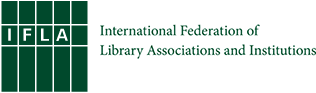 IFLA
International Federation of
Library Associations and Institutions